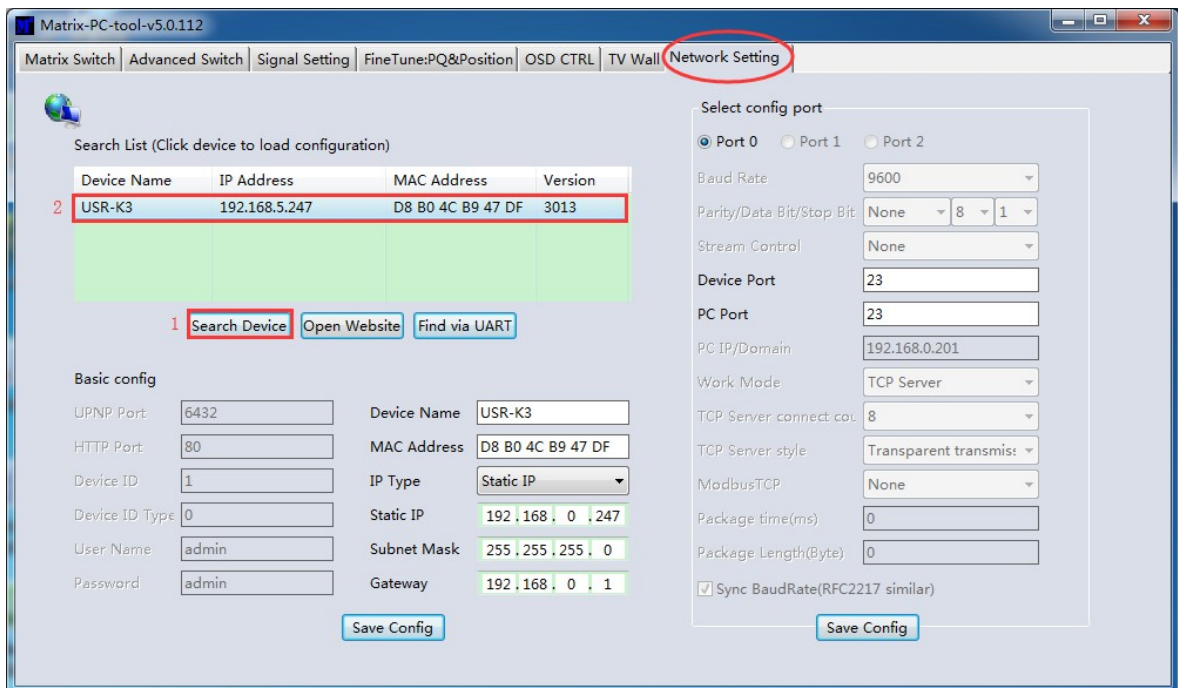 Matrix-PC-tool-v5.0.112
Matrix Switch Advanced Switch Signal Setting FineTune:PQ&Position OSD CTRL TV Wall Network Setting
Search List (Click device to load configuration)
Device Name IP Address MAC Address Version
2 USR-K3 192.168.5.247 D8 B0 4C B9 47 DF 3013
1 Search Device Open Website Find via UART
Basic config
UPNP Port 6432 Device Name USR-K3
HTTP Port 80 MAC Address D8 B0 4C B9 47 DF
Device ID 1 IP Type Static IP
Device ID Type 0 Static IP 192 . 168 . 0 . 247
User Name admin Subnet Mask 255 . 255 . 255 . 0
Password admin Gateway 192 . 168 . 0 . 1
Save Config
Select config port
Port 0 Port 1 Port 2
Baud Rate 9600
Parity/Data Bit/Stop Bit None 8 1
Stream Control None
Device Port 23
PC Port 23
PC IP/Domain 192.168.0.201
Work Mode TCP Server
TCP Server connect cou 8
TCP Server style Transparent transmis:
ModbusTCP None
Package time(ms) 0
Package Length(Byte) 0
Sync BaudRate(RFC2217 similar)
Save Config